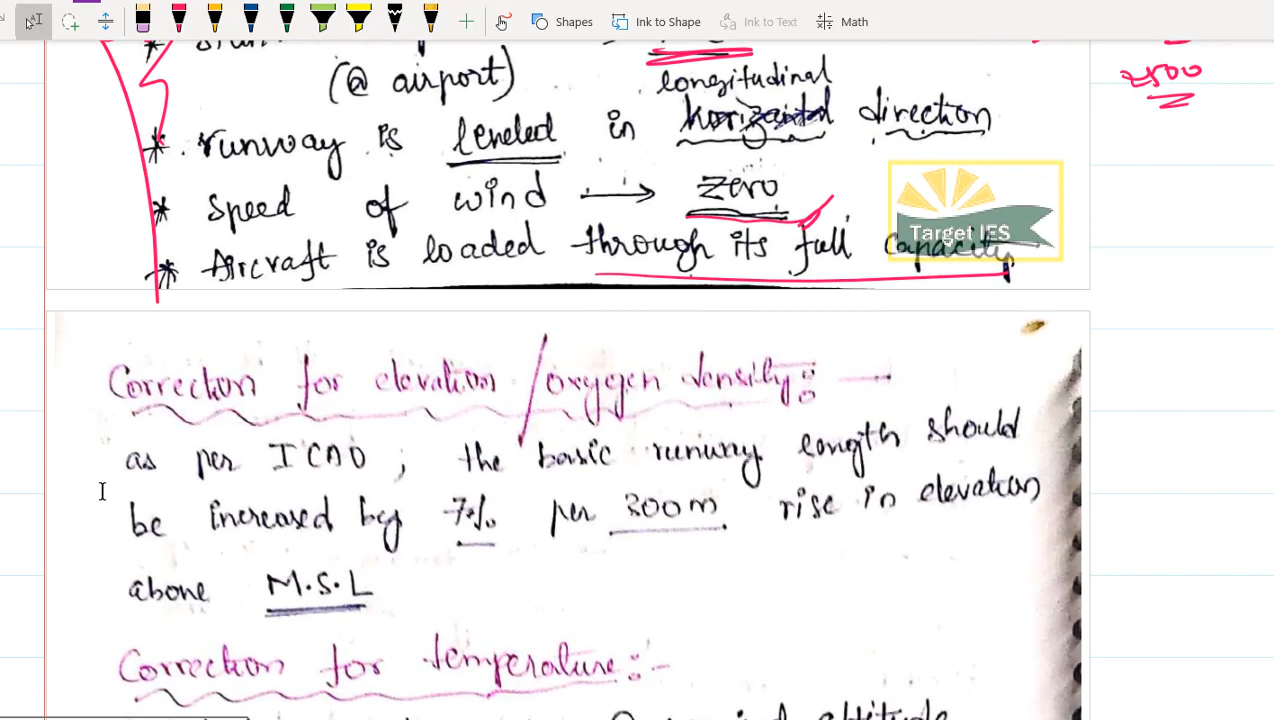 Shapes Ink to Shape Ink to Text Math
2500
(@ airport) longitudinal
* runway is leveled in horizontal direction
* speed of wind → zero
* Aircraft is loaded through its full capacity
Target IES
Correction for elevation / oxygen density :—
as per ICAO ; the basic runway length should
be increased by 7% per 300m rise in elevation
above M.S.L
Correction for temperature :-